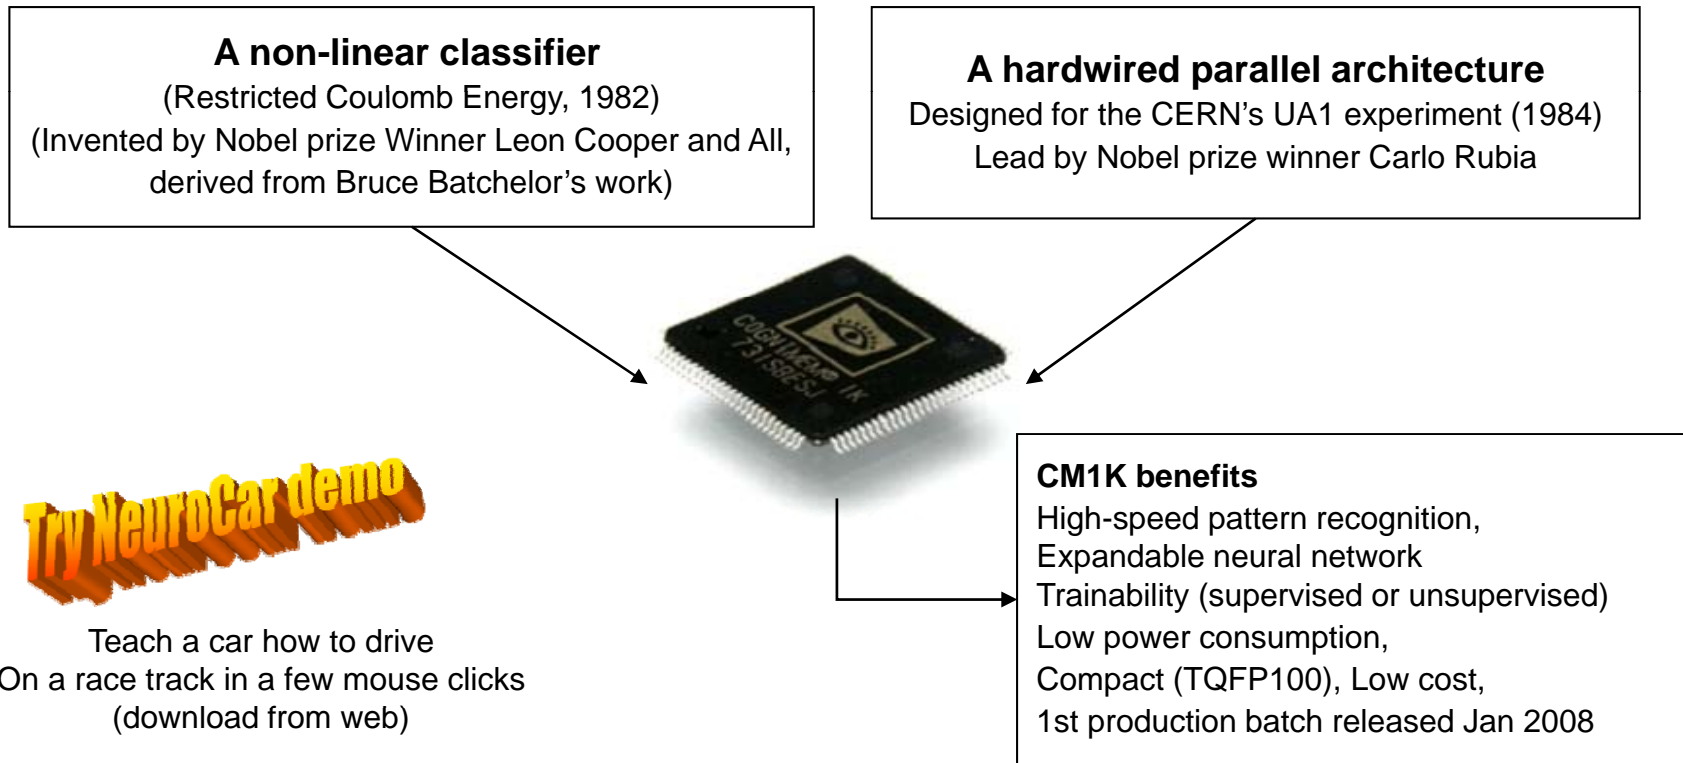 A non-linear classifier
(Restricted Coulomb Energy, 1982)
(Invented by Nobel prize Winner Leon Cooper and All,
derived from Bruce Batchelor's work)
A hardwired parallel architecture
Designed for the CERN's UA1 experiment (1984)
Lead by Nobel prize winner Carlo Rubia
COGNIMEM® 1K
731SBESJ
Try NeuroCar demo
Teach a car how to drive
On a race track in a few mouse clicks
(download from web)
CM1K benefits
High-speed pattern recognition,
Expandable neural network
Trainability (supervised or unsupervised)
Low power consumption,
Compact (TQFP100), Low cost,
1st production batch released Jan 2008